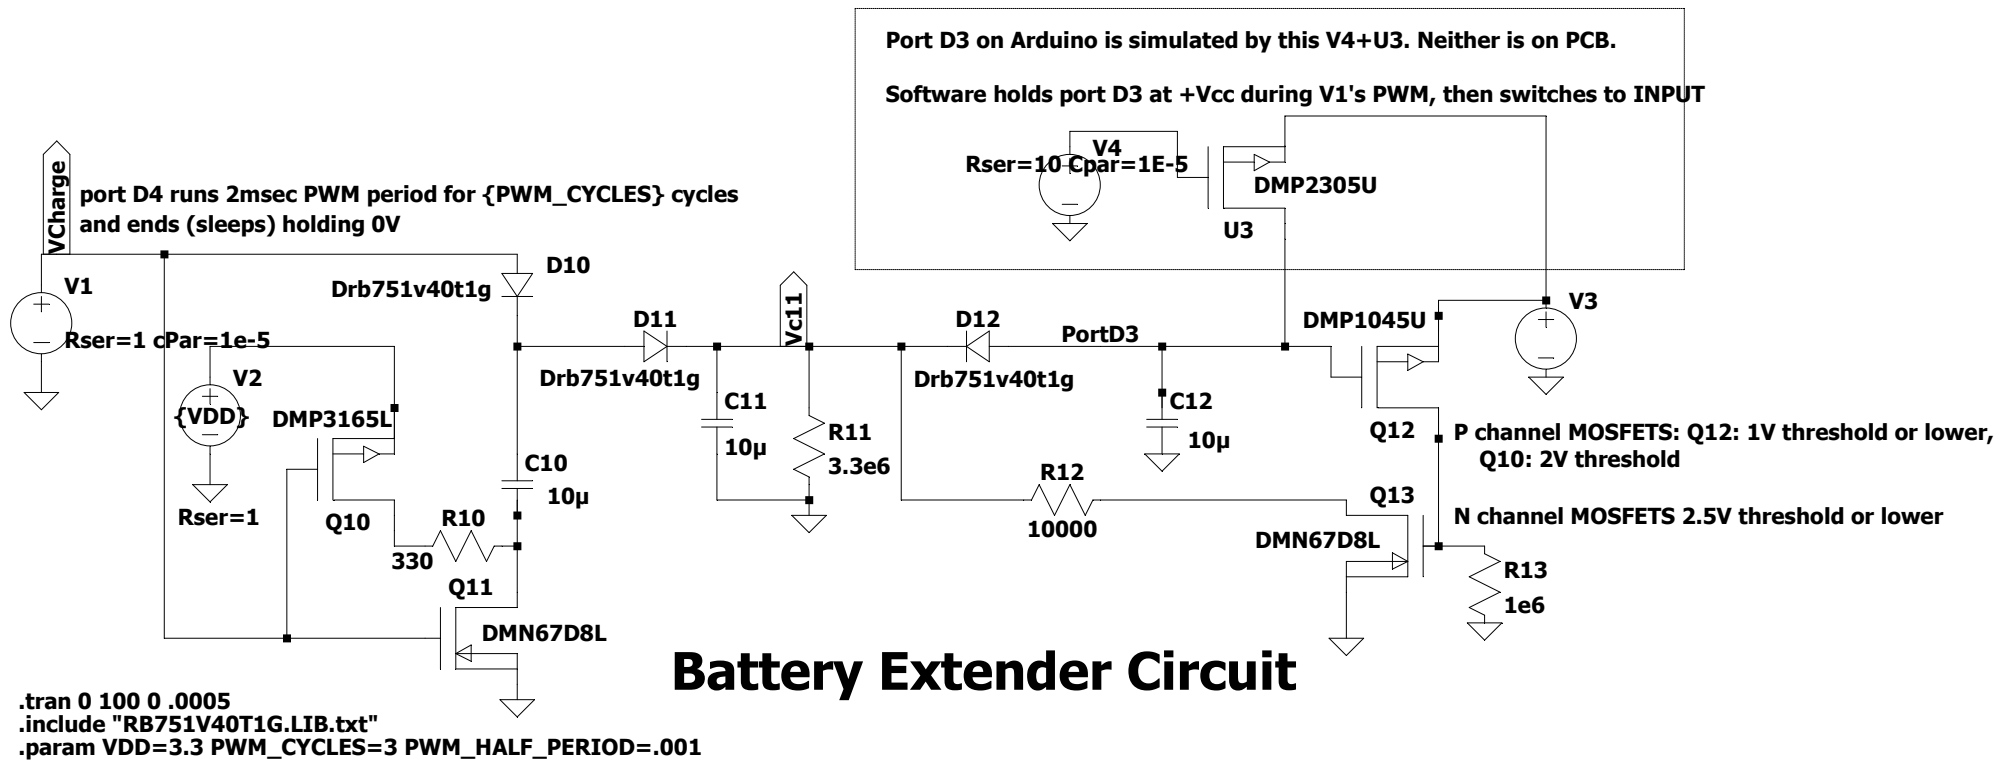 Port D3 on Arduino is simulated by this V4+U3. Neither is on PCB.
Software holds port D3 at +Vcc during V1's PWM, then switches to INPUT
V4
Rser=10 Cpar=1E-5
DMP2305U
U3
VCharge
port D4 runs 2msec PWM period for {PWM_CYCLES} cycles
and ends (sleeps) holding 0V
V1
Rser=1 cPar=1e-5
D10
Drb751v40t1g
V2
{VDD}
Rser=1
DMP3165L
Q10
R10
330
C10
10µ
Q11
DMN67D8L
D11
Drb751v40t1g
Vc11
C11
10µ
R11
3.3e6
D12
Drb751v40t1g
PortD3
C12
10µ
R12
10000
DMP1045U
Q12
V3
P channel MOSFETS: Q12: 1V threshold or lower,
Q10: 2V threshold
Q13
N channel MOSFETS 2.5V threshold or lower
DMN67D8L
R13
1e6
Battery Extender Circuit
.tran 0 100 0 .0005
.include "RB751V40T1G.LIB.txt"
.param VDD=3.3 PWM_CYCLES=3 PWM_HALF_PERIOD=.001